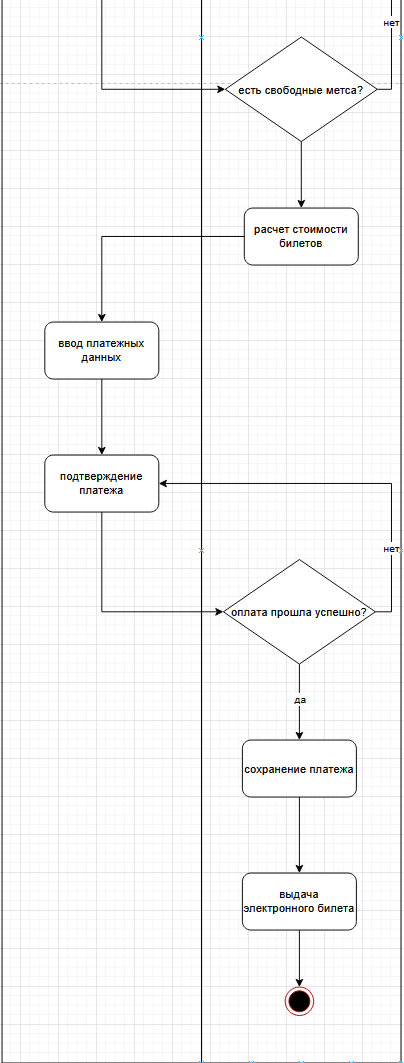 нет
есть свободные метса?
расчет стоимости
билетов
ввод платежных
данных
подтверждение
платежа
нет
оплата прошла успешно?
да
сохранение платежа
выдача
электронного билета